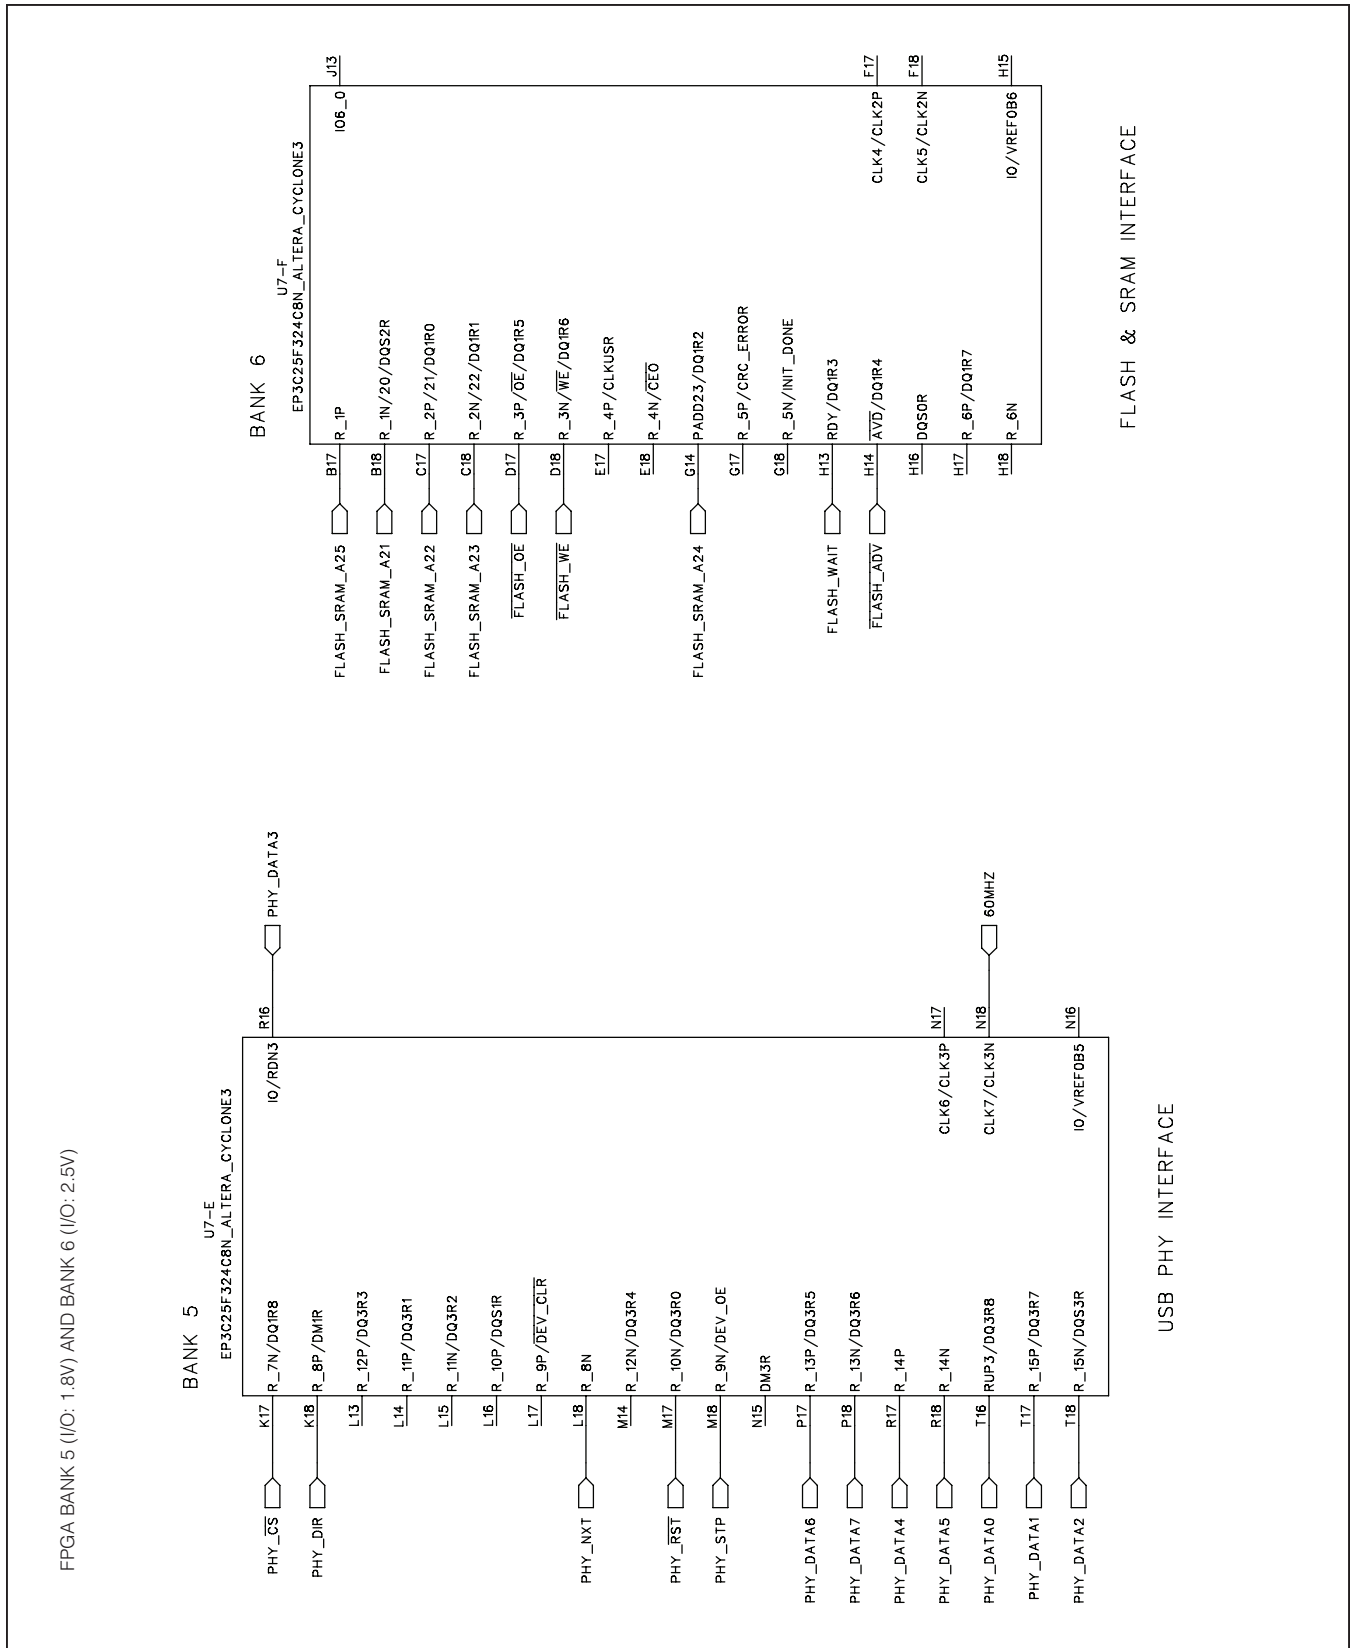 FPGA BANK 5 (I/O: 1.8V) AND BANK 6 (I/O: 2.5V)
BANK 5
U7-E
EP3C25F324C8N_ALTERA_CYCLONE3
PHY_CS K17 R_7N/DQ1R8
PHY_DIR K18 R_8P/DM1R
L13 R_12P/DQ3R3
L14 R_11P/DQ3R1
L15 R_11N/DQ3R2
L16 R_10P/DQS1R
L17 R_9P/DEV_CLR
PHY_NXT L18 R_8N
M14 R_12N/DQ3R4
PHY_RST M17 R_10N/DQ3R0
PHY_STP M18 R_9N/DEV_OE
N15 DM3R
PHY_DATA6 P17 R_13P/DQ3R5
PHY_DATA7 P18 R_13N/DQ3R6
PHY_DATA4 R17 R_14P
PHY_DATA5 R18 R_14N
PHY_DATA0 T16 RUP3/DQ3R8
PHY_DATA1 T17 R_15P/DQ3R7
PHY_DATA2 T18 R_15N/DQS3R
IO/RDN3 R16 PHY_DATA3
CLK6/CLK3P N17
CLK7/CLK3N N18 60MHZ
IO/VREF0B5 N16
USB PHY INTERFACE
BANK 6
U7-F
EP3C25F324C8N_ALTERA_CYCLONE3
FLASH_SRAM_A25 B17 R_1P
FLASH_SRAM_A21 B18 R_1N/20/DQS2R
FLASH_SRAM_A22 C17 R_2P/21/DQ1R0
FLASH_SRAM_A23 C18 R_2N/22/DQ1R1
FLASH_OE D17 R_3P/OE/DQ1R5
FLASH_WE D18 R_3N/WE/DQ1R6
E17 R_4P/CLKUSR
E18 R_4N/CEO
FLASH_SRAM_A24 G14 PADD23/DQ1R2
G17 R_5P/CRC_ERROR
G18 R_5N/INIT_DONE
FLASH_WAIT H13 RDY/DQ1R3
FLASH_ADV H14 AVD/DQ1R4
H16 DQS0R
H17 R_6P/DQ1R7
H18 R_6N
IO6_0 J13
CLK4/CLK2P F17
CLK5/CLK2N F18
IO/VREF0B6 H15
FLASH & SRAM INTERFACE